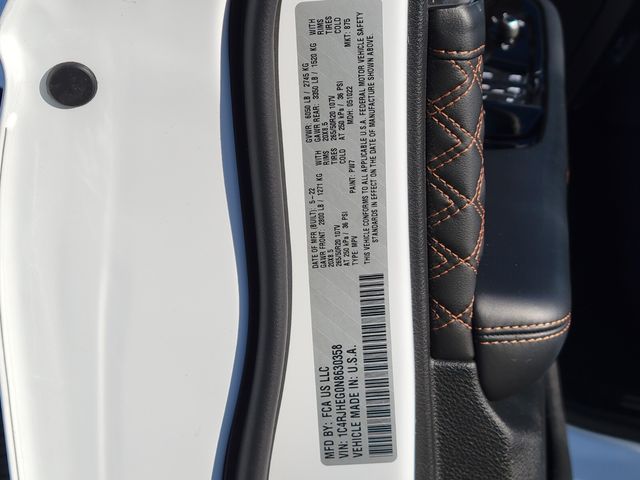 MFD BY: FCA US LLC
VIN: 1C4RJHEG0N8630358
VEHICLE MADE IN: U.S.A.
DATE OF MFR (BUILT): 5-22
GVWR: 6050 LB / 2745 KG
GAWR FRONT: 2800 LB / 1271 KG WITH
GAWR REAR: 3350 LB / 1520 KG WITH
20X8.5 RIMS
20X8.5 RIMS
265/50R20 107V TIRES
265/50R20 107V TIRES
AT 250 kPa / 36 PSI COLD
AT 250 kPa / 36 PSI COLD
TYPE: MPV PAINT: PW7 MDH: 051022 MKT: 875
THIS VEHICLE CONFORMS TO ALL APPLICABLE U.S.A. FEDERAL MOTOR VEHICLE SAFETY
STANDARDS IN EFFECT ON THE DATE OF MANUFACTURE SHOWN ABOVE.